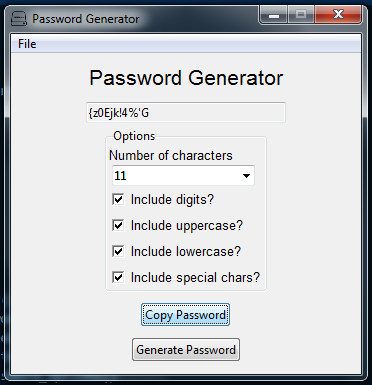 Password Generator
File
Password Generator
{z0Ejk!4%'G
Options
Number of characters
11
Include digits?
Include uppercase?
Include lowercase?
Include special chars?
Copy Password
Generate Password